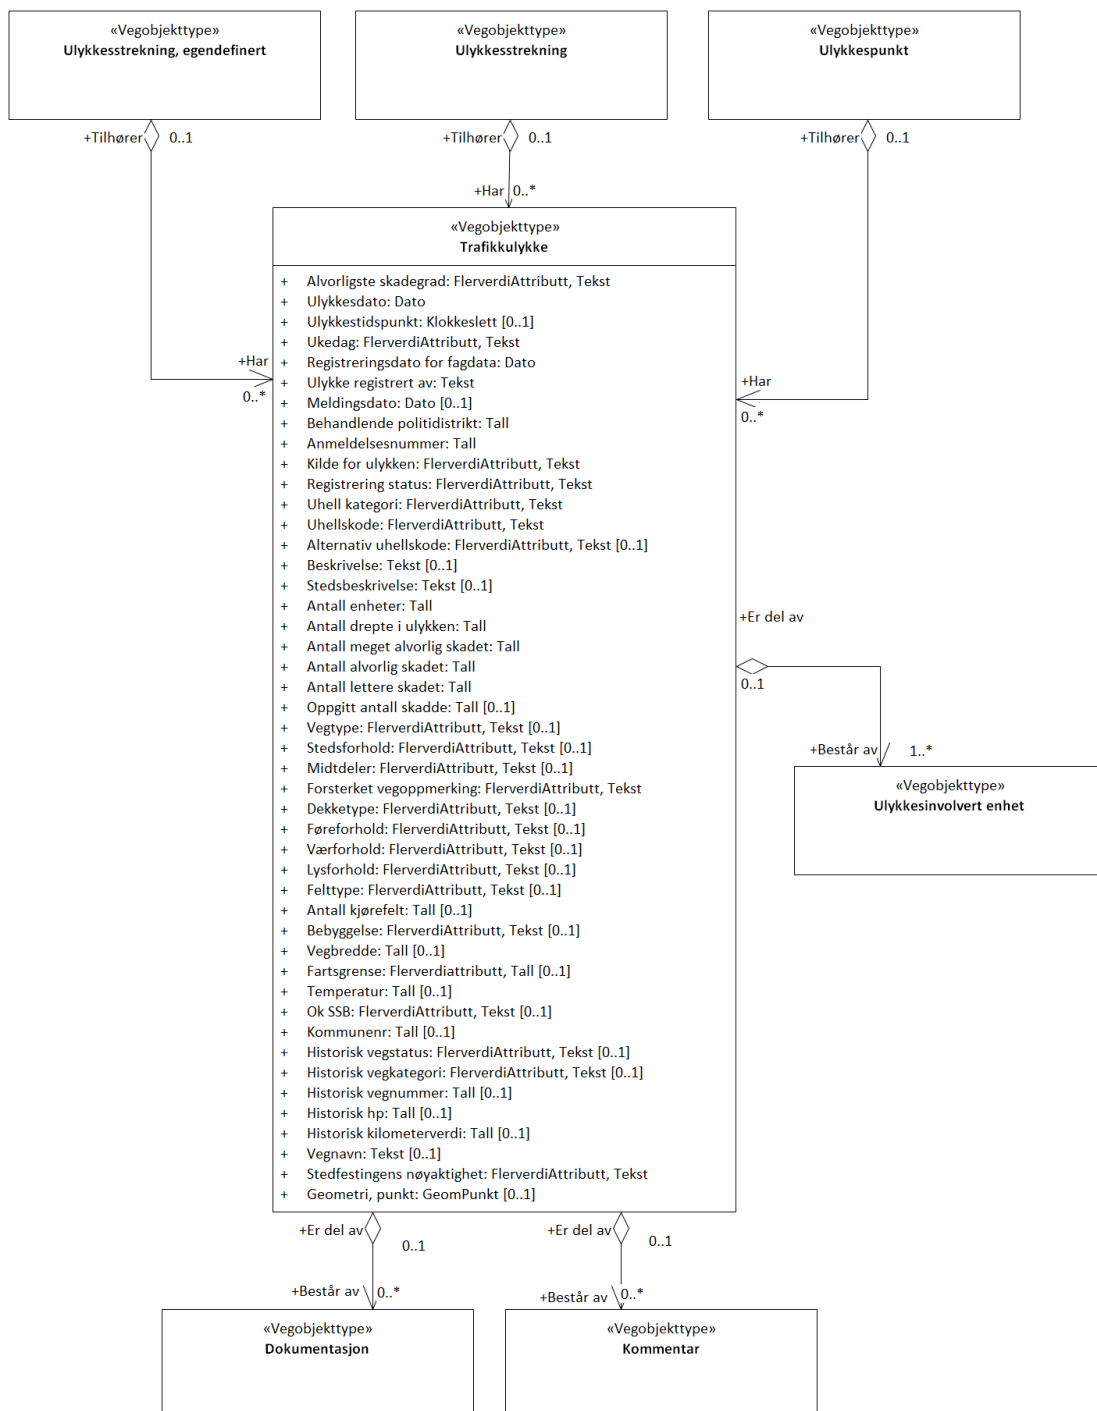 «Vegobjekttype»
Ulykkesstrekning, egendefinert
«Vegobjekttype»
Ulykkesstrekning
«Vegobjekttype»
Ulykkespunkt
+Tilhører 0..1
+Tilhører 0..1
+Tilhører 0..1
+Har 0..*
«Vegobjekttype»
Trafikkulykke
+ Alvorligste skadegrad: FlerverdiAttributt, Tekst
+ Ulykkesdato: Dato
+ Ulykkestidspunkt: Klokkeslett [0..1]
+ Ukedag: FlerverdiAttributt, Tekst
+ Registreringsdato for fagdata: Dato
+ Ulykke registrert av: Tekst
+ Meldingsdato: Dato [0..1]
+ Behandlende politidistrikt: Tall
+ Anmeldelsesnummer: Tall
+ Kilde for ulykken: FlerverdiAttributt, Tekst
+ Registrering status: FlerverdiAttributt, Tekst
+ Uhell kategori: FlerverdiAttributt, Tekst
+ Uhellskode: FlerverdiAttributt, Tekst
+ Alternativ uhellskode: FlerverdiAttributt, Tekst [0..1]
+ Beskrivelse: Tekst [0..1]
+ Stedsbeskrivelse: Tekst [0..1]
+ Antall enheter: Tall
+ Antall drepte i ulykken: Tall
+ Antall meget alvorlig skadet: Tall
+ Antall alvorlig skadet: Tall
+ Antall lettere skadet: Tall
+ Oppgitt antall skadde: Tall [0..1]
+ Vegtype: FlerverdiAttributt, Tekst [0..1]
+ Stedsforhold: FlerverdiAttributt, Tekst [0..1]
+ Midtdeler: FlerverdiAttributt, Tekst [0..1]
+ Forsterket vegoppmerking: FlerverdiAttributt, Tekst
+ Dekketype: FlerverdiAttributt, Tekst [0..1]
+ Føreforhold: FlerverdiAttributt, Tekst [0..1]
+ Værforhold: FlerverdiAttributt, Tekst [0..1]
+ Lysforhold: FlerverdiAttributt, Tekst [0..1]
+ Felttype: FlerverdiAttributt, Tekst [0..1]
+ Antall kjørefelt: Tall [0..1]
+ Bebyggelse: FlerverdiAttributt, Tekst [0..1]
+ Vegbredde: Tall [0..1]
+ Fartsgrense: Flerverdiattributt, Tall [0..1]
+ Temperatur: Tall [0..1]
+ Ok SSB: FlerverdiAttributt, Tekst [0..1]
+ Kommunenr: Tall [0..1]
+ Historisk vegstatus: FlerverdiAttributt, Tekst [0..1]
+ Historisk vegkategori: FlerverdiAttributt, Tekst [0..1]
+ Historisk vegnummer: Tall [0..1]
+ Historisk hp: Tall [0..1]
+ Historisk kilometerverdi: Tall [0..1]
+ Vegnavn: Tekst [0..1]
+ Stedfestingens nøyaktighet: FlerverdiAttributt, Tekst
+ Geometri, punkt: GeomPunkt [0..1]
+Har
0..*
+Har
0..*
+Er del av
0..1
+Består av 1..*
«Vegobjekttype»
Ulykkesinvolvert enhet
+Er del av
0..1
+Er del av
0..1
+Består av 0..*
+Består av 0..*
«Vegobjekttype»
Dokumentasjon
«Vegobjekttype»
Kommentar